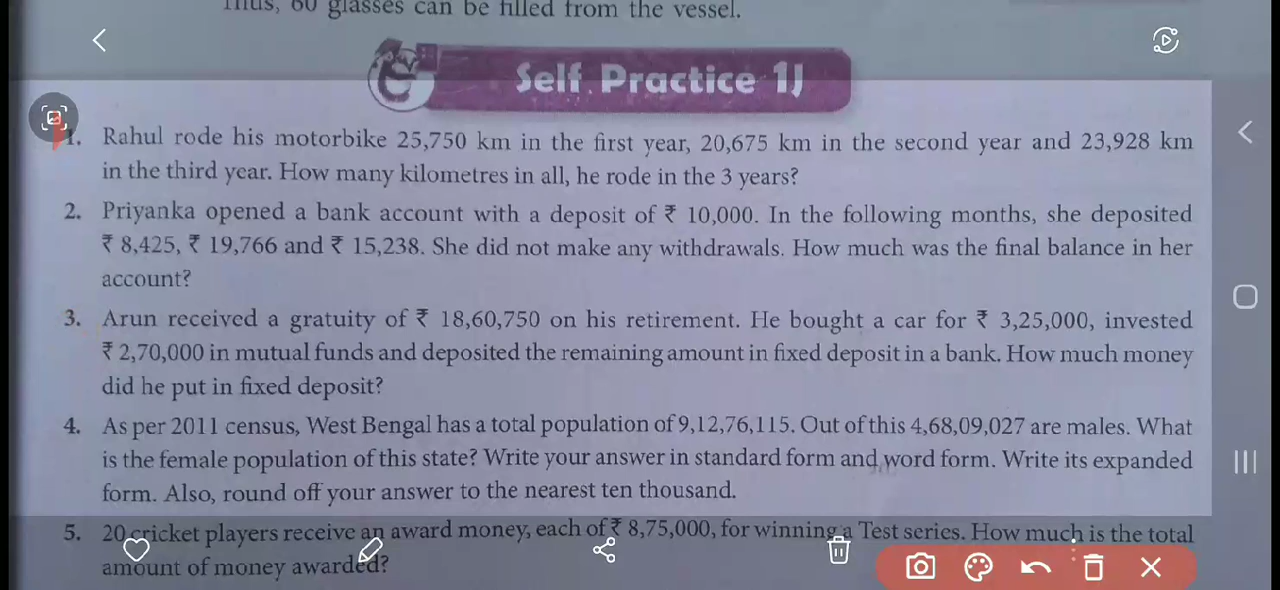 Thus, 60 glasses can be filled from the vessel.
Self Practice 1J
1. Rahul rode his motorbike 25,750 km in the first year, 20,675 km in the second year and 23,928 km
in the third year. How many kilometres in all, he rode in the 3 years?
2. Priyanka opened a bank account with a deposit of ₹ 10,000. In the following months, she deposited
₹ 8,425, ₹ 19,766 and ₹ 15,238. She did not make any withdrawals. How much was the final balance in her
account?
3. Arun received a gratuity of ₹ 18,60,750 on his retirement. He bought a car for ₹ 3,25,000, invested
₹ 2,70,000 in mutual funds and deposited the remaining amount in fixed deposit in a bank. How much money
did he put in fixed deposit?
4. As per 2011 census, West Bengal has a total population of 9,12,76,115. Out of this 4,68,09,027 are males. What
is the female population of this state? Write your answer in standard form and word form. Write its expanded
form. Also, round off your answer to the nearest ten thousand.
5. 20 cricket players receive an award money, each of ₹ 8,75,000, for winning a Test series. How much is the total
amount of money awarded?